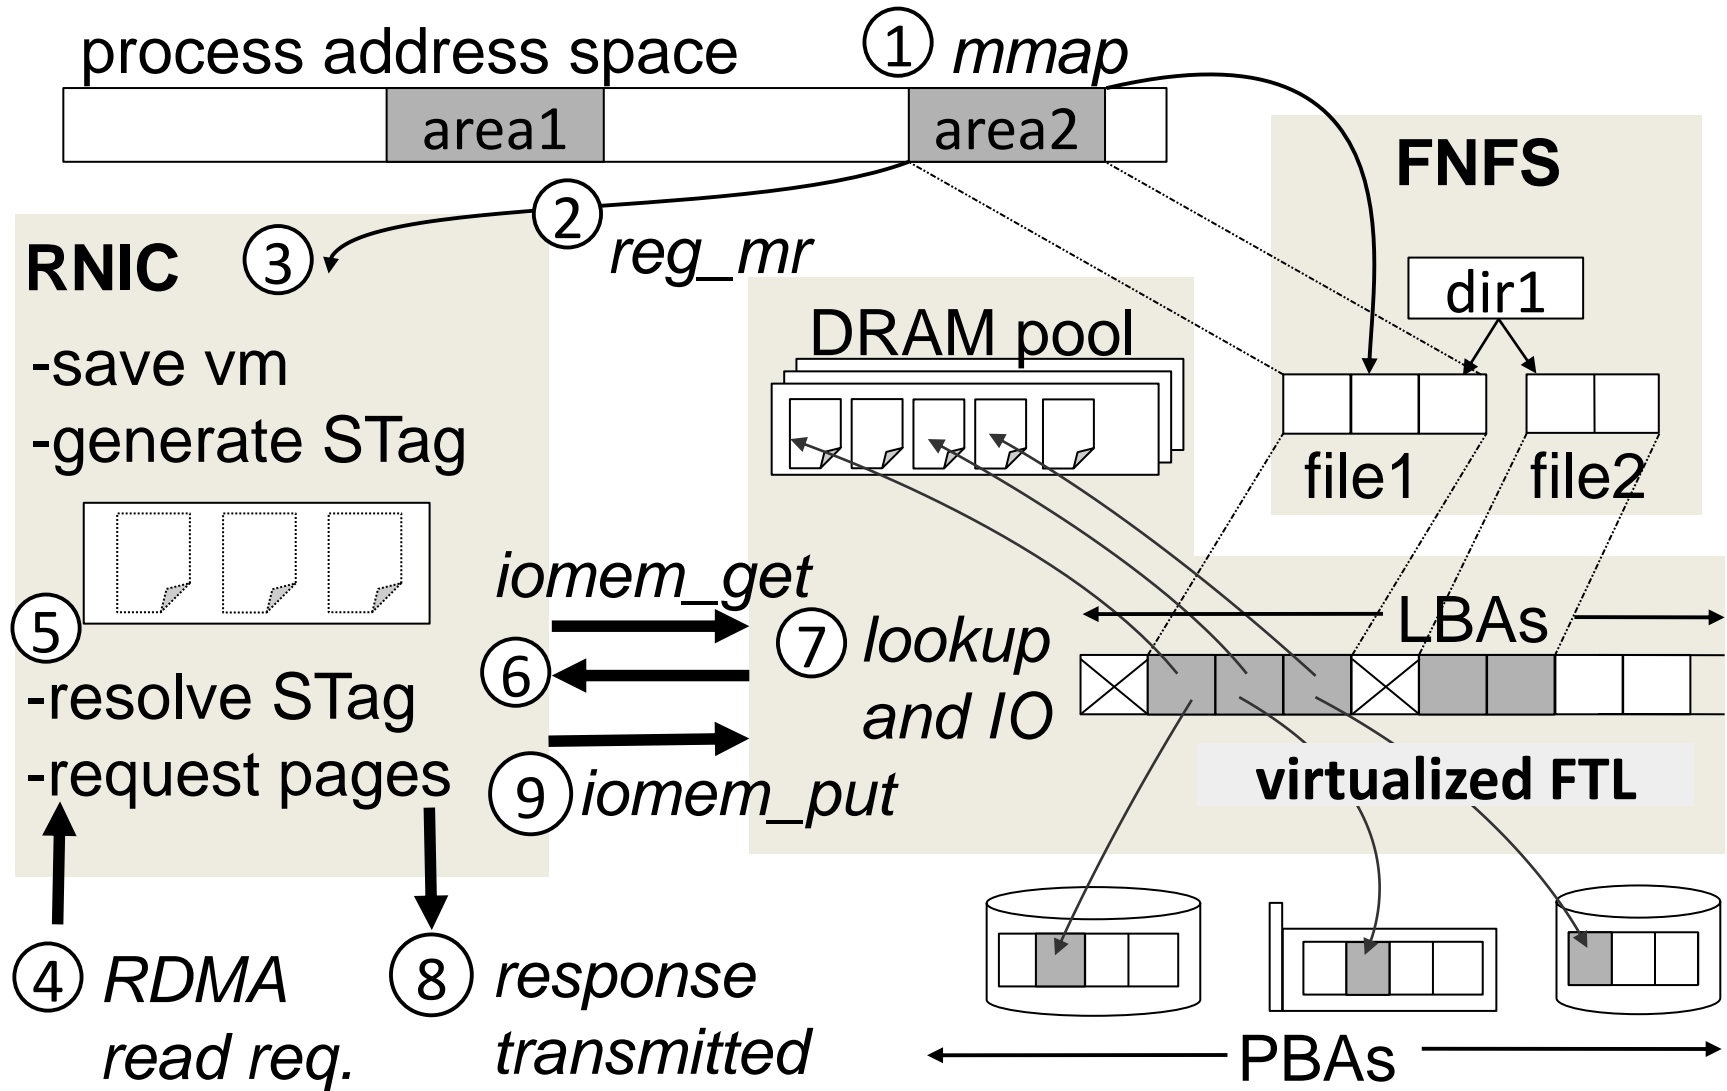 process address space
1 mmap
area1
area2
FNFS
2 reg_mr
RNIC
3
-save vm
-generate STag
DRAM pool
dir1
file1
file2
5
-resolve STag
-request pages
iomem_get
6
9 iomem_put
7 lookup
and IO
LBAs
virtualized FTL
4 RDMA
read req.
8 response
transmitted
PBAs